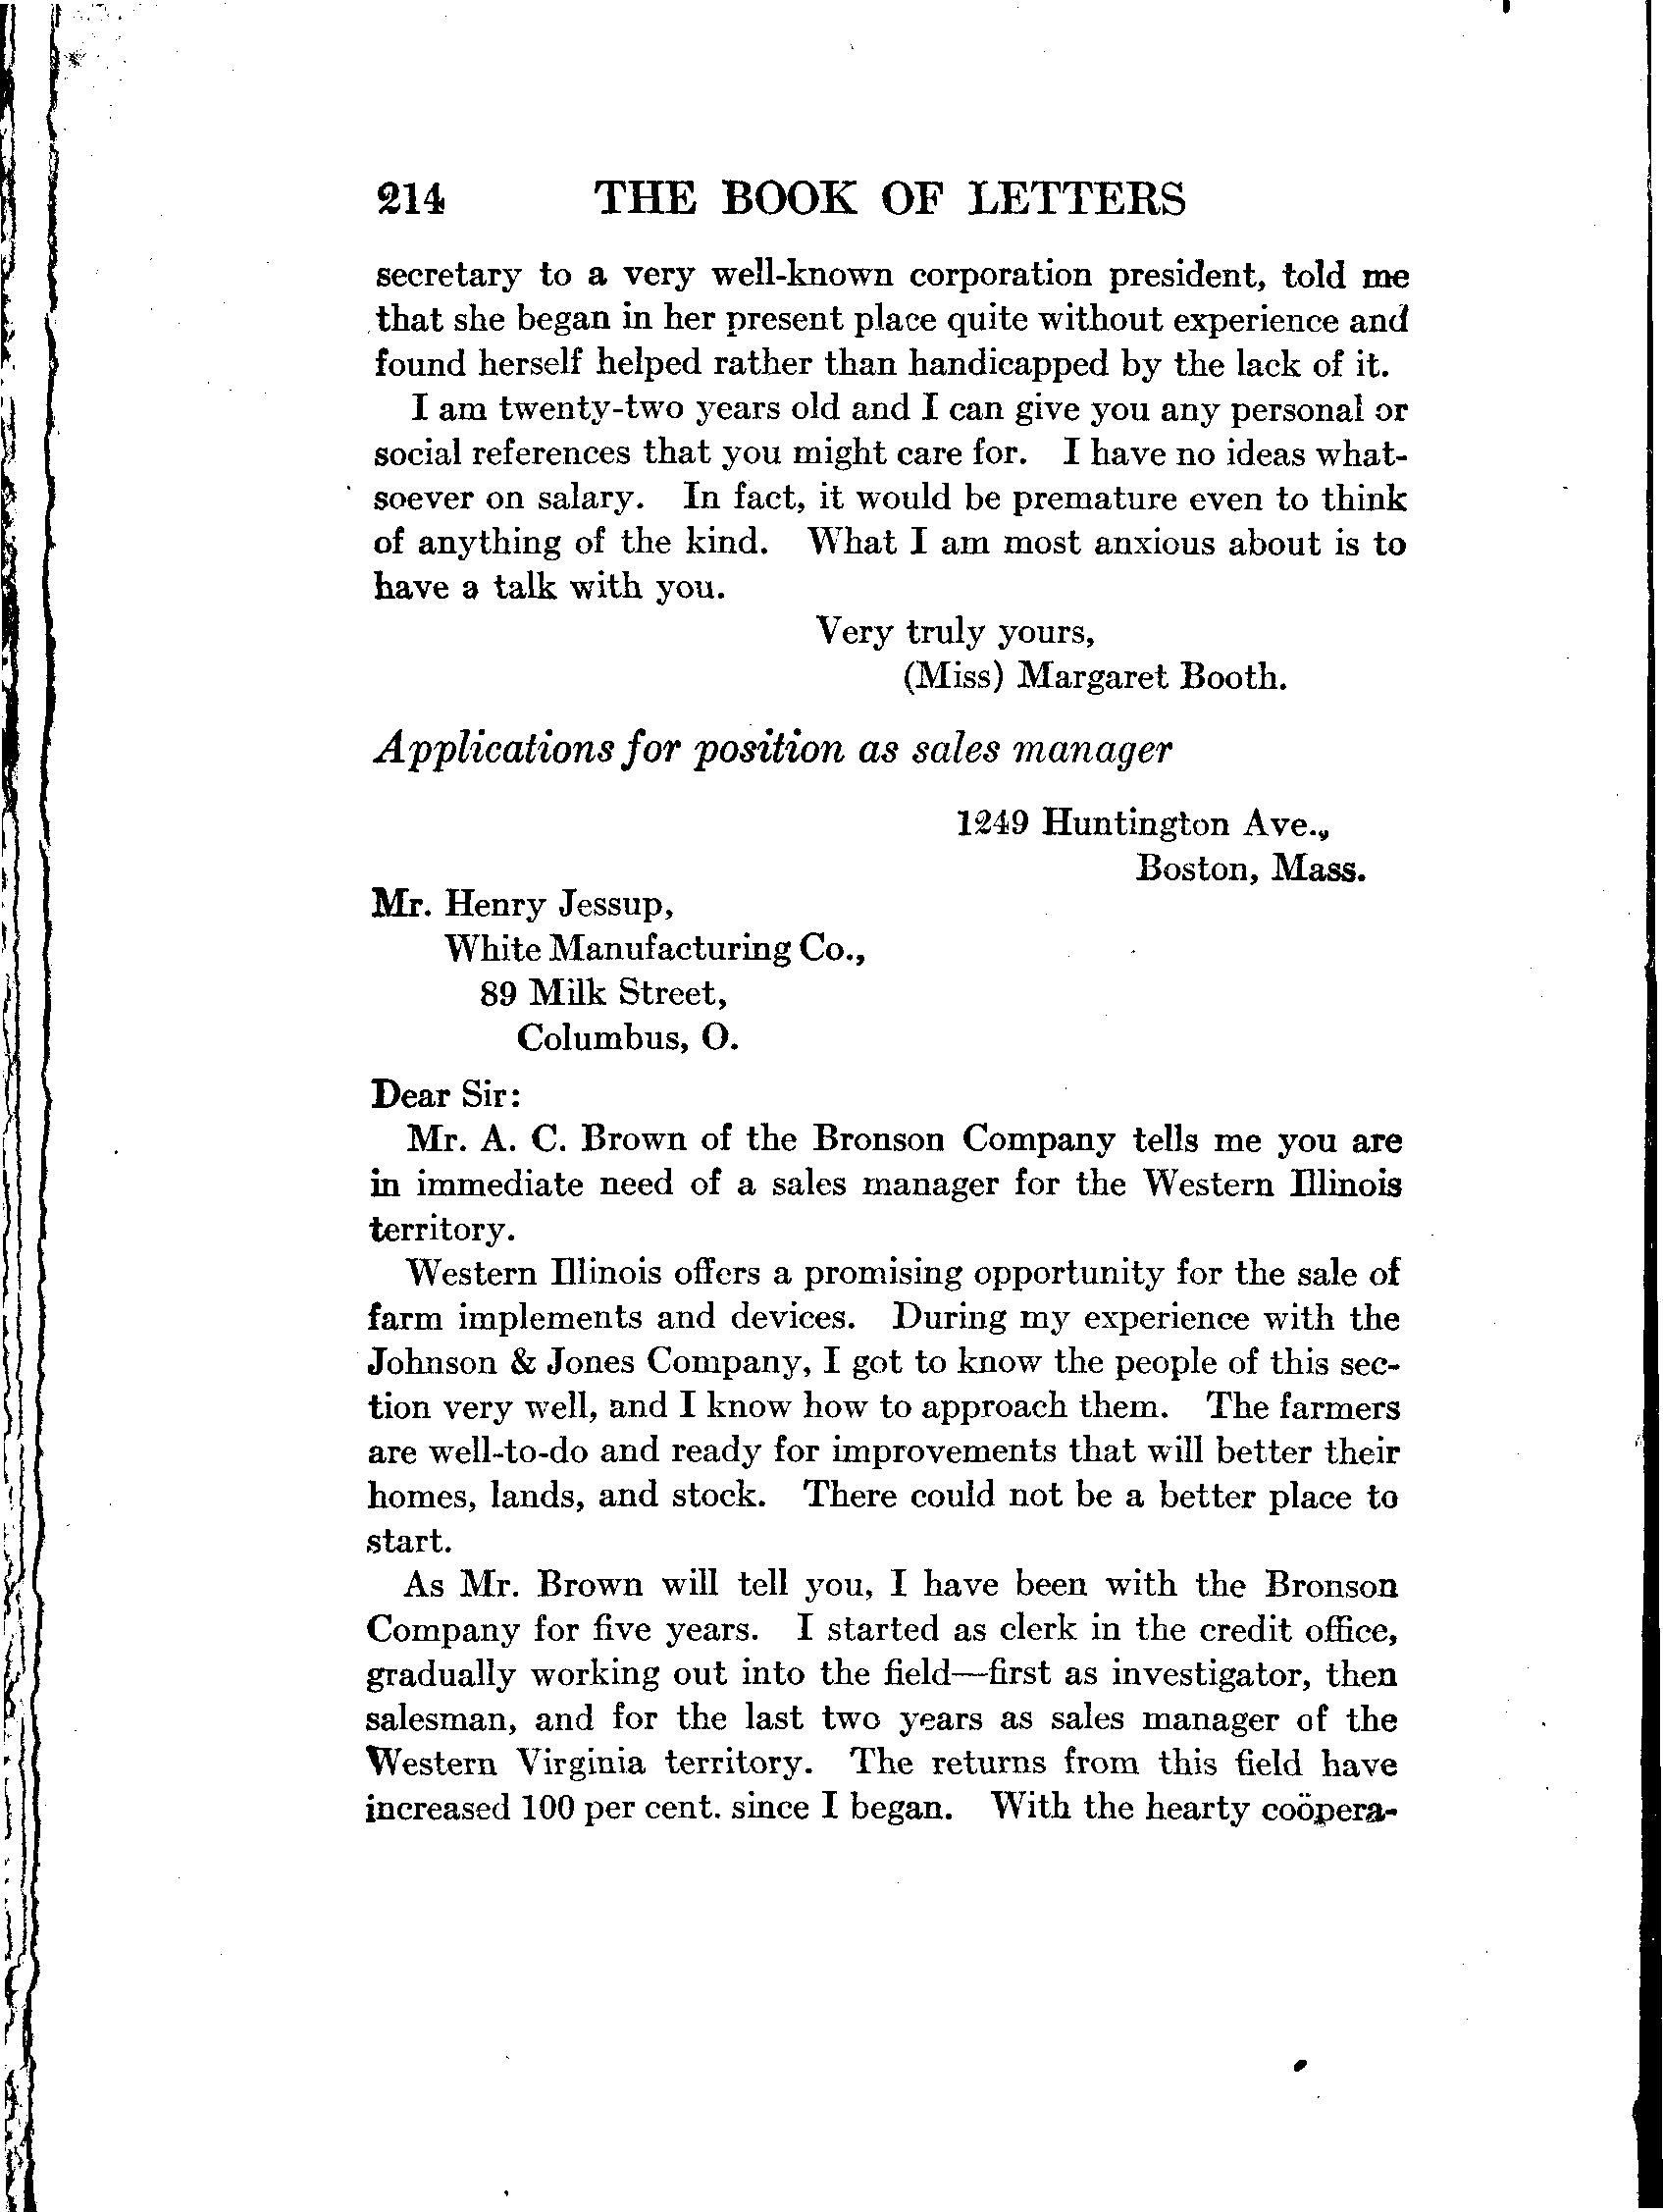 214 THE BOOK OF LETTERS
secretary to a very well-known corporation president, told me
that she began in her present place quite without experience and
found herself helped rather than handicapped by the lack of it.
I am twenty-two years old and I can give you any personal or
social references that you might care for. I have no ideas what-
soever on salary. In fact, it would be premature even to think
of anything of the kind. What I am most anxious about is to
have a talk with you.
Very truly yours,
(Miss) Margaret Booth.
Applications for position as sales manager
1249 Huntington Ave.,
Boston, Mass.
Mr. Henry Jessup,
White Manufacturing Co.,
89 Milk Street,
Columbus, O.
Dear Sir:
Mr. A. C. Brown of the Bronson Company tells me you are
in immediate need of a sales manager for the Western Illinois
territory.
Western Illinois offers a promising opportunity for the sale of
farm implements and devices. During my experience with the
Johnson & Jones Company, I got to know the people of this sec-
tion very well, and I know how to approach them. The farmers
are well-to-do and ready for improvements that will better their
homes, lands, and stock. There could not be a better place to
start.
As Mr. Brown will tell you, I have been with the Bronson
Company for five years. I started as clerk in the credit office,
gradually working out into the field—first as investigator, then
salesman, and for the last two years as sales manager of the
Western Virginia territory. The returns from this field have
increased 100 per cent. since I began. With the hearty coöpera-